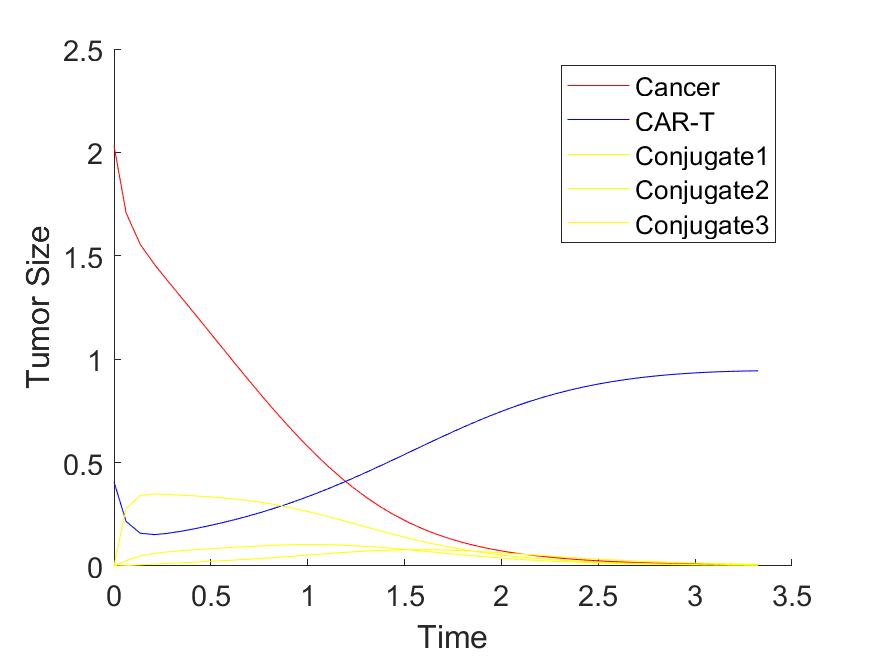 2.5
2
1.5
1
0.5
0
Tumor Size
Cancer
CAR-T
Conjugate1
Conjugate2
Conjugate3
0 0.5 1 1.5 2 2.5 3 3.5
Time